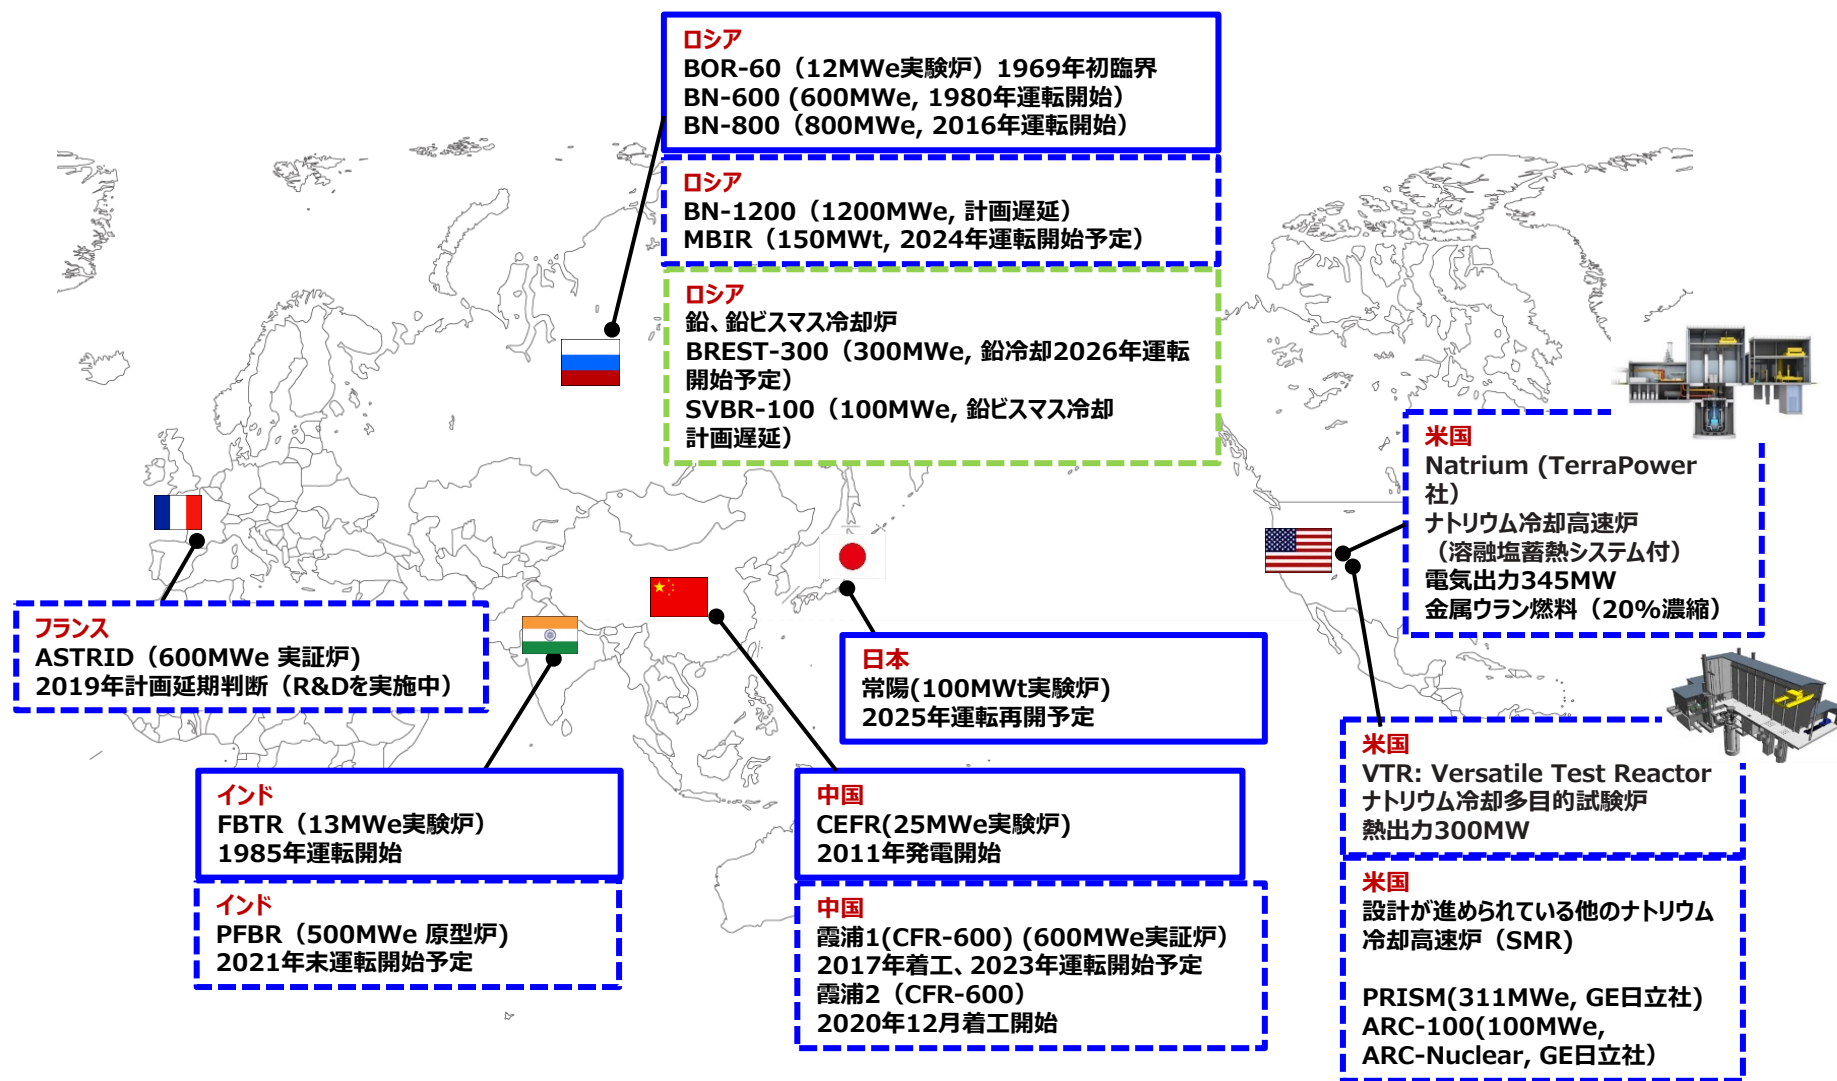 ロシア
BOR-60（12MWe実験炉）1969年初臨界
BN-600 (600MWe, 1980年運転開始）
BN-800（800MWe, 2016年運転開始）
ロシア
BN-1200（1200MWe, 計画遅延）
MBIR（150MWt, 2024年運転開始予定）
ロシア
鉛、鉛ビスマス冷却炉
BREST-300（300MWe, 鉛冷却2026年運転
開始予定）
SVBR-100（100MWe, 鉛ビスマス冷却
計画遅延）
米国
Natrium (TerraPower
社）
ナトリウム冷却高速炉
（溶融塩蓄熱システム付）
電気出力345MW
金属ウラン燃料（20%濃縮）
フランス
ASTRID（600MWe 実証炉)
2019年計画延期判断（R&Dを実施中）
日本
常陽(100MWt実験炉)
2025年運転再開予定
米国
VTR: Versatile Test Reactor
ナトリウム冷却多目的試験炉
熱出力300MW
インド
FBTR（13MWe実験炉）
1985年運転開始
中国
CEFR(25MWe実験炉)
2011年発電開始
米国
設計が進められている他のナトリウム
冷却高速炉（SMR)
PRISM(311MWe, GE日立社)
ARC-100(100MWe,
ARC-Nuclear, GE日立社）
インド
PFBR（500MWe 原型炉)
2021年末運転開始予定
中国
霞浦1(CFR-600) (600MWe実証炉）
2017年着工、2023年運転開始予定
霞浦2（CFR-600）
2020年12月着工開始